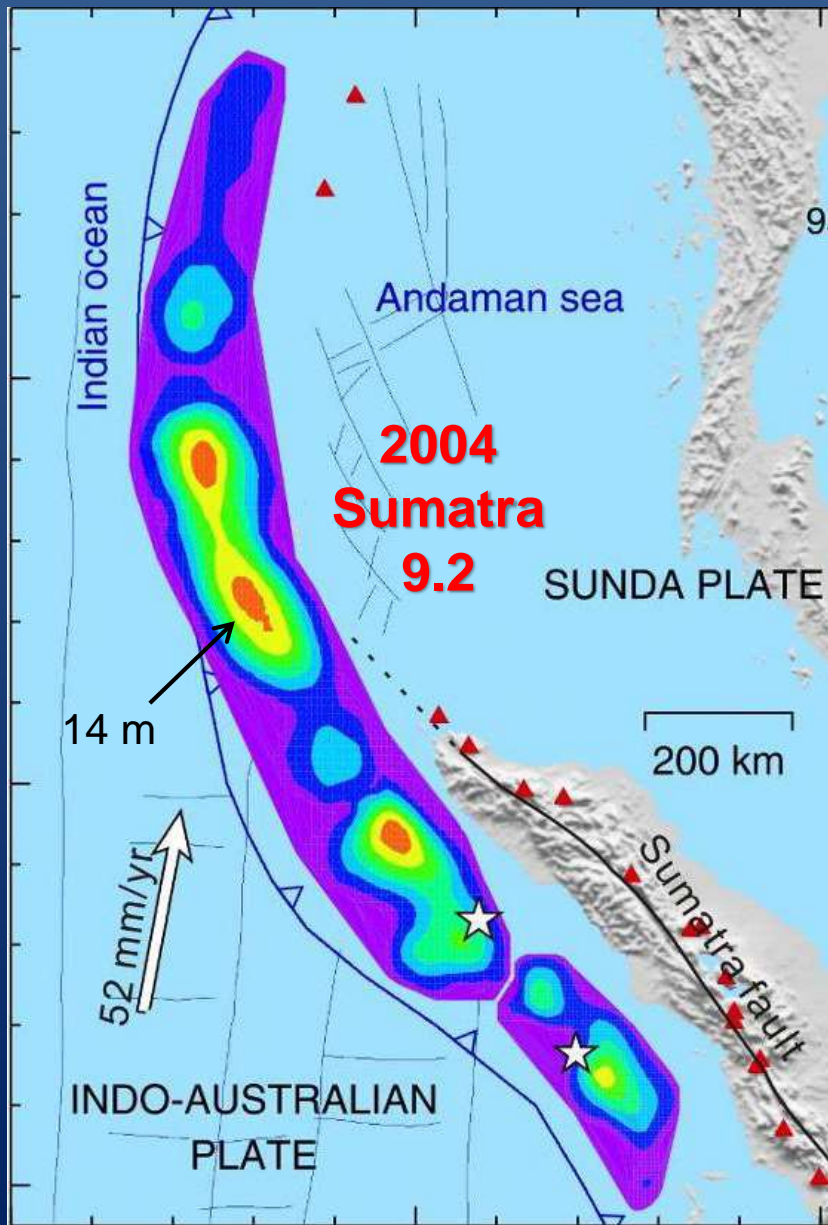 9
Indian ocean
Andaman sea
2004
Sumatra
9.2
SUNDA PLATE
14 m
200 km
52 mm/yr
Sumatra fault
INDO-AUSTRALIAN
PLATE